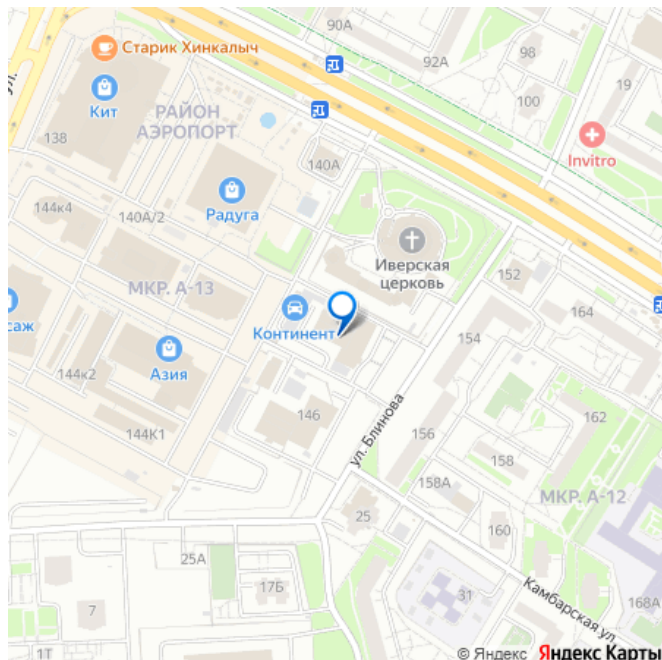 90А
Старик Хинкалыч
92А
98
ул.
19
Кит
100
РАЙОН
АЭРОПОРТ
138
Invitro
140А
144к4
Радуга
140А/2
Иверская
церковь
152
МКР. А-13
164
саж
Континент
154
144к2
Азия
146
ул. Блинова
162
144К1
156
158
158А
МКР. А-12
25
160
25А
17Б
31
Камбарская ул.
7
168А
1Т
© Яндекс Яндекс Карты